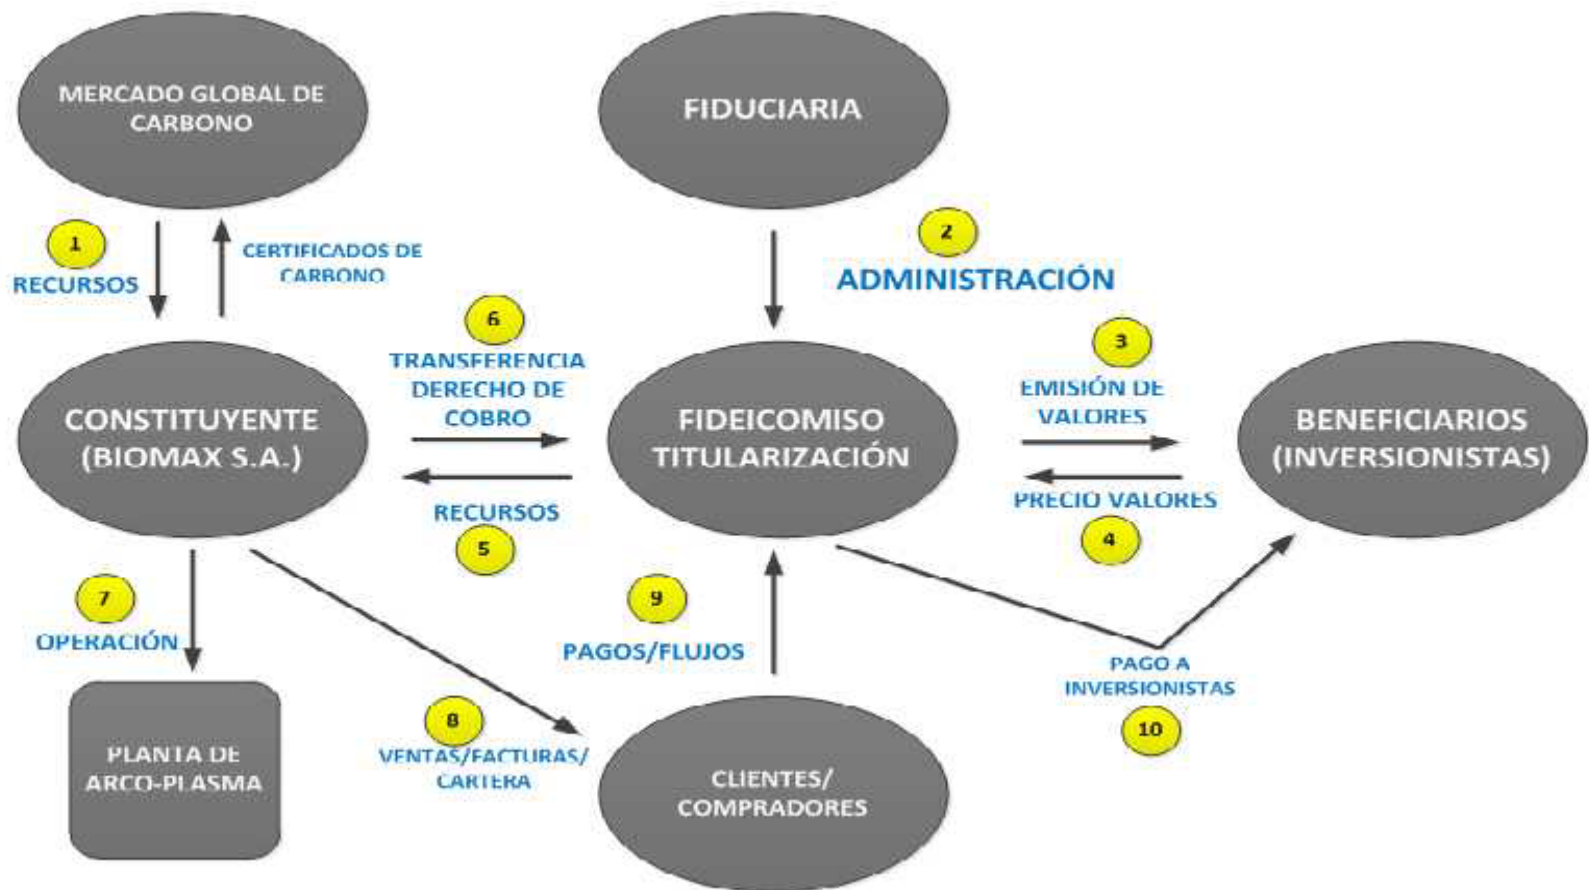 MERCADO GLOBAL DE
CARBONO
FIDUCIARIA
1
RECURSOS
CERTIFICADOS DE
CARBONO
2
ADMINISTRACIÓN
6
TRANSFERENCIA
DERECHO DE
COBRO
3
EMISIÓN DE
VALORES
CONSTITUYENTE
(BIOMAX S.A.)
FIDEICOMISO
TITULARIZACIÓN
BENEFICIARIOS
(INVERSIONISTAS)
RECURSOS
5
PRECIO VALORES
4
7
OPERACIÓN
9
PAGOS/FLUJOS
PAGO A
INVERSIONISTAS
10
8
VENTAS/FACTURAS/
CARTERA
PLANTA DE
ARCO-PLASMA
CLIENTES/
COMPRADORES